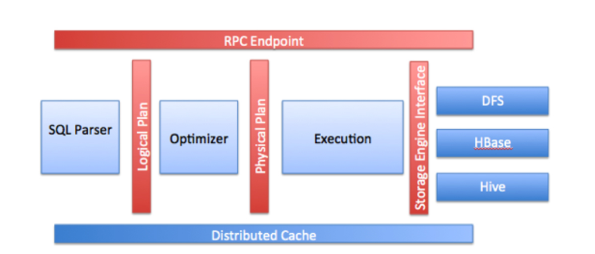 RPC Endpoint
SQL Parser
Logical Plan
Optimizer
Physical Plan
Execution
Storage Engine Interface
DFS
HBase
Hive
Distributed Cache